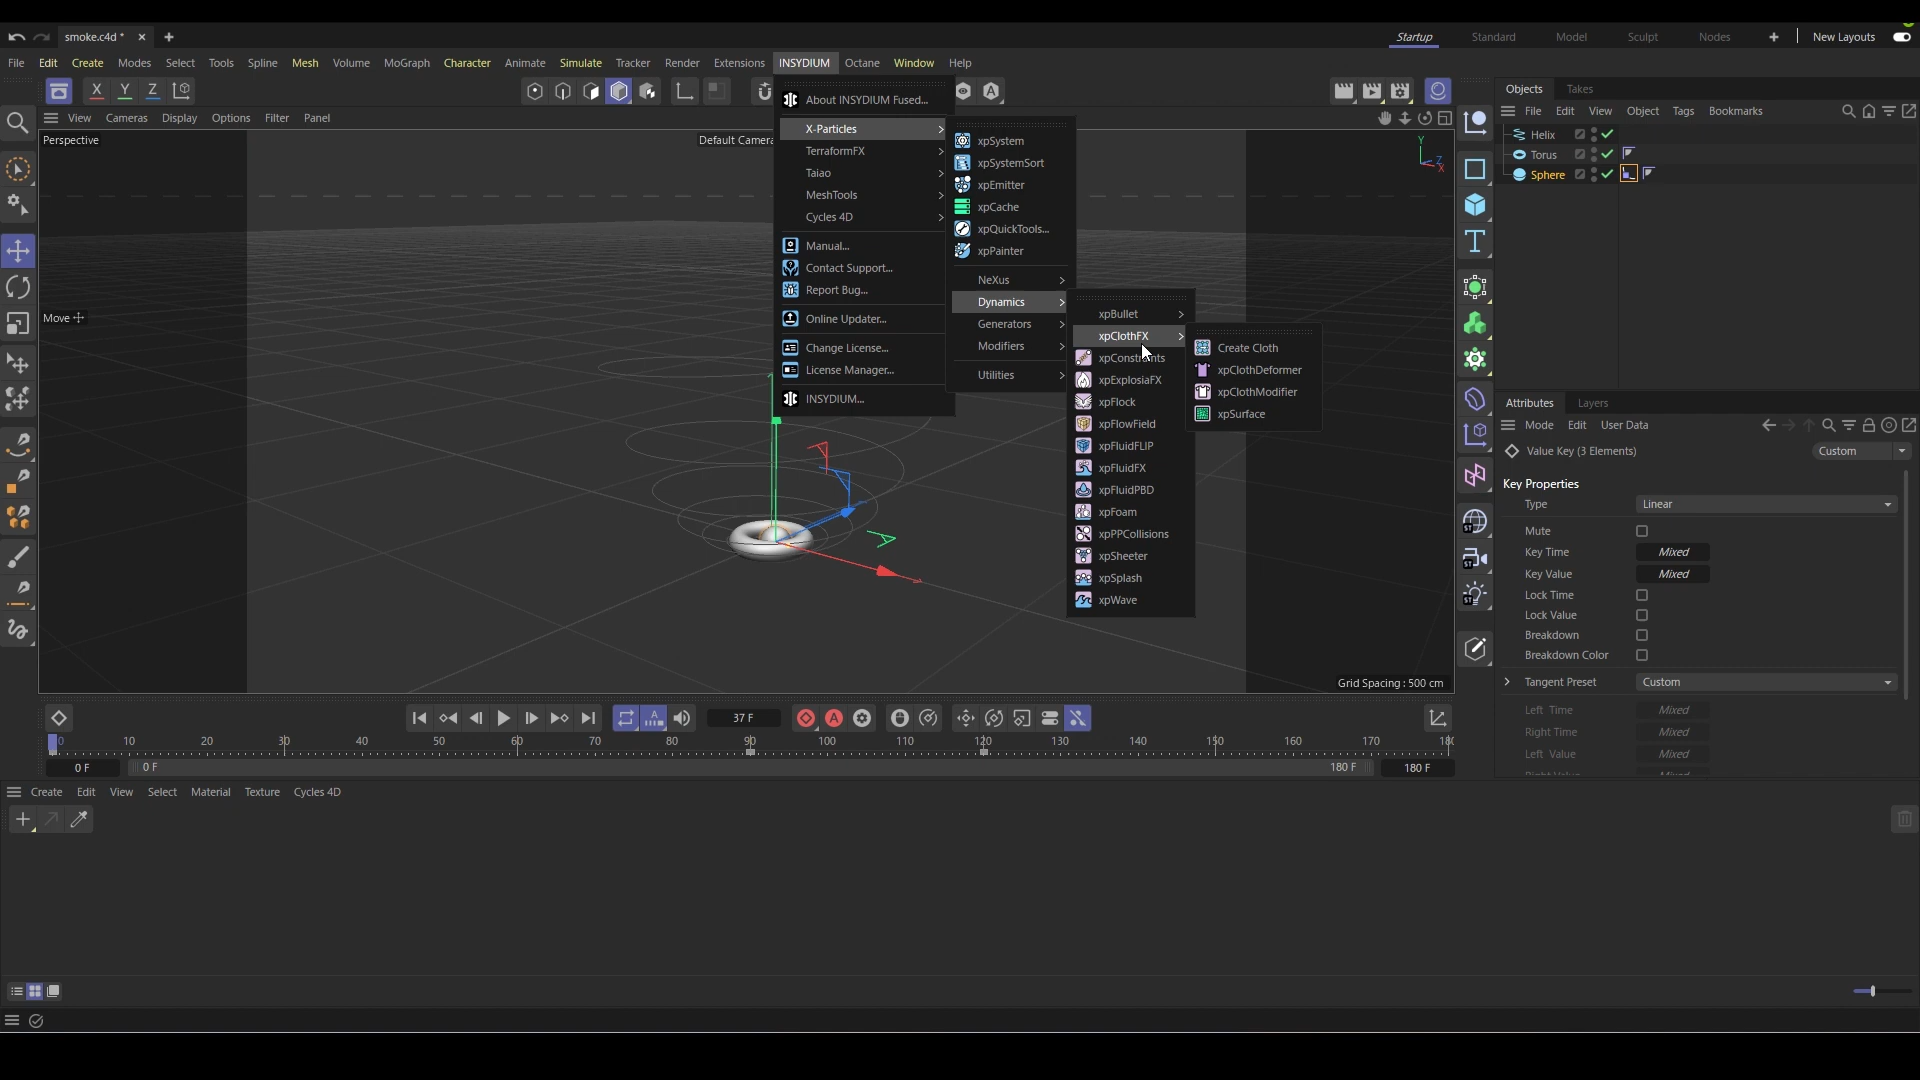 smoke.c4d *
Startup Standard Model Sculpt Nodes New Layouts
File Edit Create Modes Select Tools Spline Mesh Volume MoGraph Character Animate Simulate Tracker Render Extensions INSYDIUM Octane Window Help
X Y Z
View Cameras Display Options Filter Panel
Perspective
Default Camera
Move
Y
Z
X
About INSYDIUM Fused...
X-Particles
TerraformFX
Taiao
MeshTools
Cycles 4D
Manual...
Contact Support...
Report Bug...
Online Updater...
Change License...
License Manager...
INSYDIUM...
xpSystem
xpSystemSort
xpEmitter
xpCache
xpQuickTools...
xpPainter
NeXus
Dynamics
Generators
Modifiers
Utilities
xpBullet
xpClothFX
xpConstraints
xpExplosiaFX
xpFlock
xpFlowField
xpFluidFLIP
xpFluidFX
xpFluidPBD
xpFoam
xpPPCollisions
xpSheeter
xpSplash
xpWave
Create Cloth
xpClothDeformer
xpClothModifier
xpSurface
Grid Spacing : 500 cm
Objects Takes
File Edit View Object Tags Bookmarks
Helix
Torus
Sphere
Attributes Layers
Mode Edit User Data
Value Key (3 Elements) Custom
Key Properties
Type Linear
Mute
Key Time Mixed
Key Value Mixed
Lock Time
Lock Value
Breakdown
Breakdown Color
Tangent Preset Custom
Left Time Mixed
Right Time Mixed
Left Value Mixed
37 F
0 10 20 30 40 50 60 70 80 90 100 110 120 130 140 150 160 170
0 F 0 F 180 F 180 F
Create Edit View Select Material Texture Cycles 4D